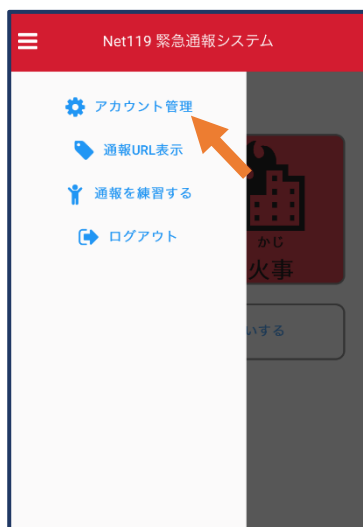 Net119 緊急通報システム
アカウント管理
通報URL表示
通報を練習する
ログアウト
かじ
火事
いする